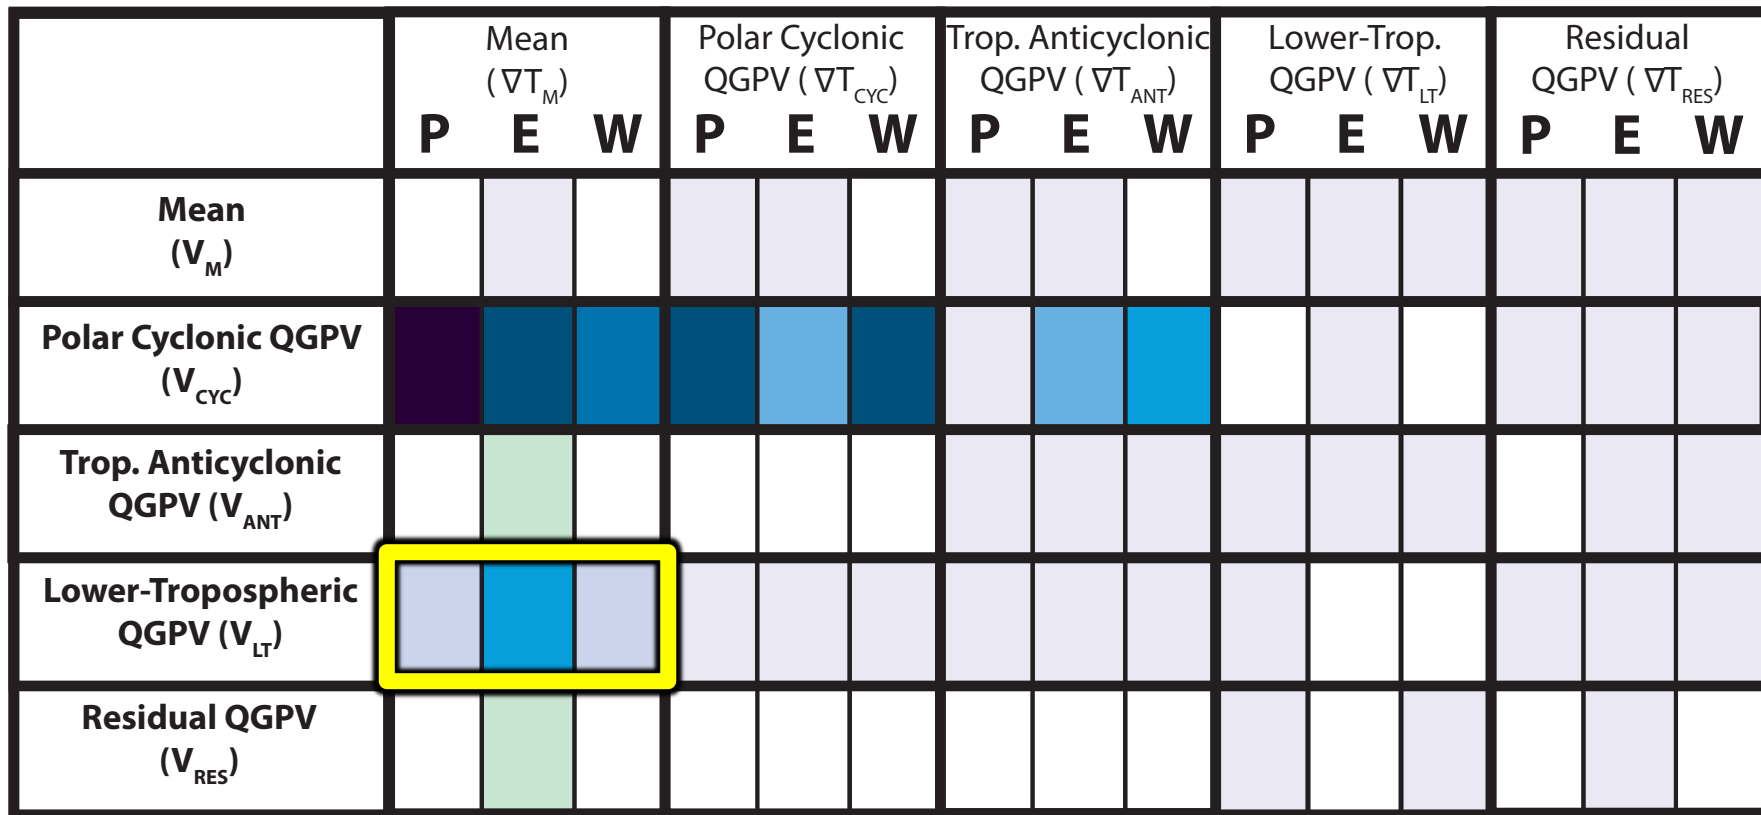 Mean
(∇T_M)
P E W
Polar Cyclonic
QGPV (∇T_CYC)
P E W
Trop. Anticyclonic
QGPV (∇T_ANT)
P E W
Lower-Trop.
QGPV (∇T_LT)
P E W
Residual
QGPV (∇T_RES)
P E W
Mean
(V_M)
Polar Cyclonic QGPV
(V_CYC)
Trop. Anticyclonic
QGPV (V_ANT)
Lower-Tropospheric
QGPV (V_LT)
Residual QGPV
(V_RES)